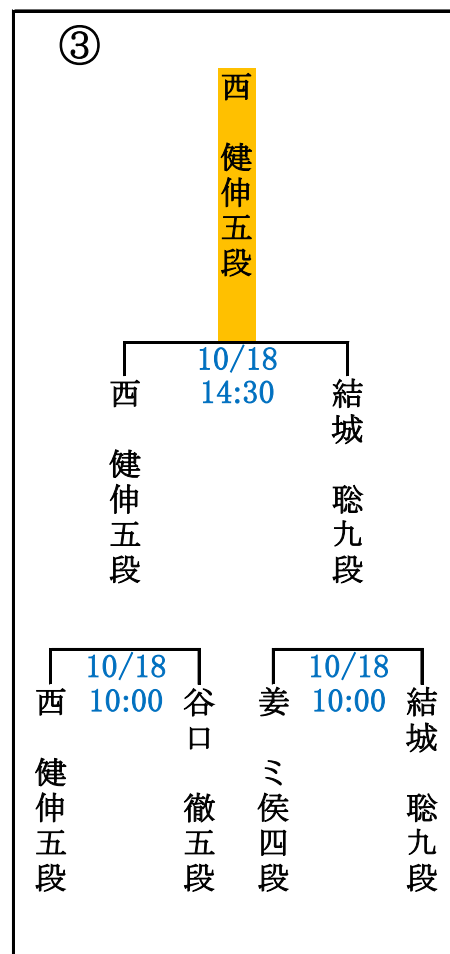 ③
西 健伸五段
10/18
14:30
西 健伸五段
結城 聡九段
10/18
10:00
10/18
10:00
西 健伸五段
谷口 徹五段
姜 ミ侯四段
結城 聡九段